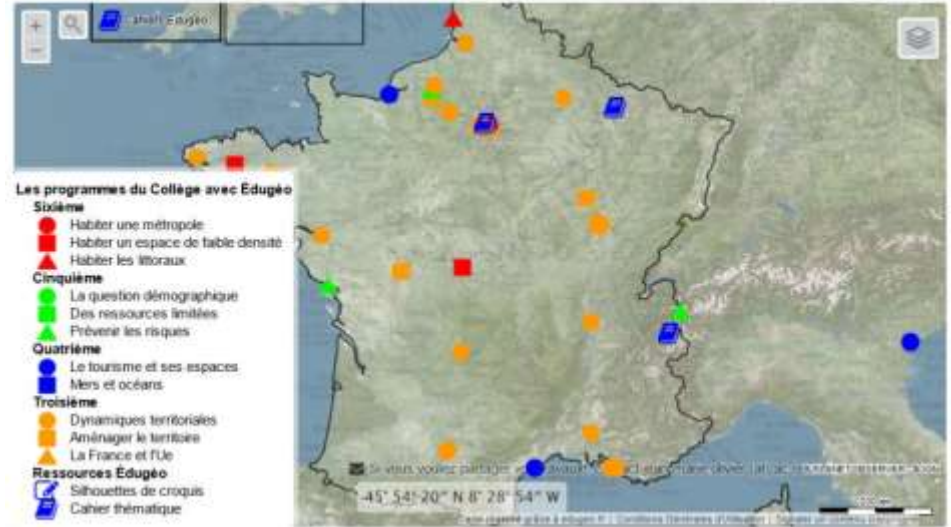 +
Cahiers Édugéo
−
Les programmes du Collège avec Édugéo
Sixième
Habiter une métropole
Habiter un espace de faible densité
Habiter les littoraux
Cinquième
La question démographique
Des ressources limitées
Prévenir les risques
Quatrième
Le tourisme et ses espaces
Mers et océans
Troisième
Dynamiques territoriales
Aménager le territoire
La France et l'Ue
Ressources Édugéo
Silhouettes de croquis
Cahier thématique
Si vous voulez partager
-45° 54' 20" N 8° 28' 54" W